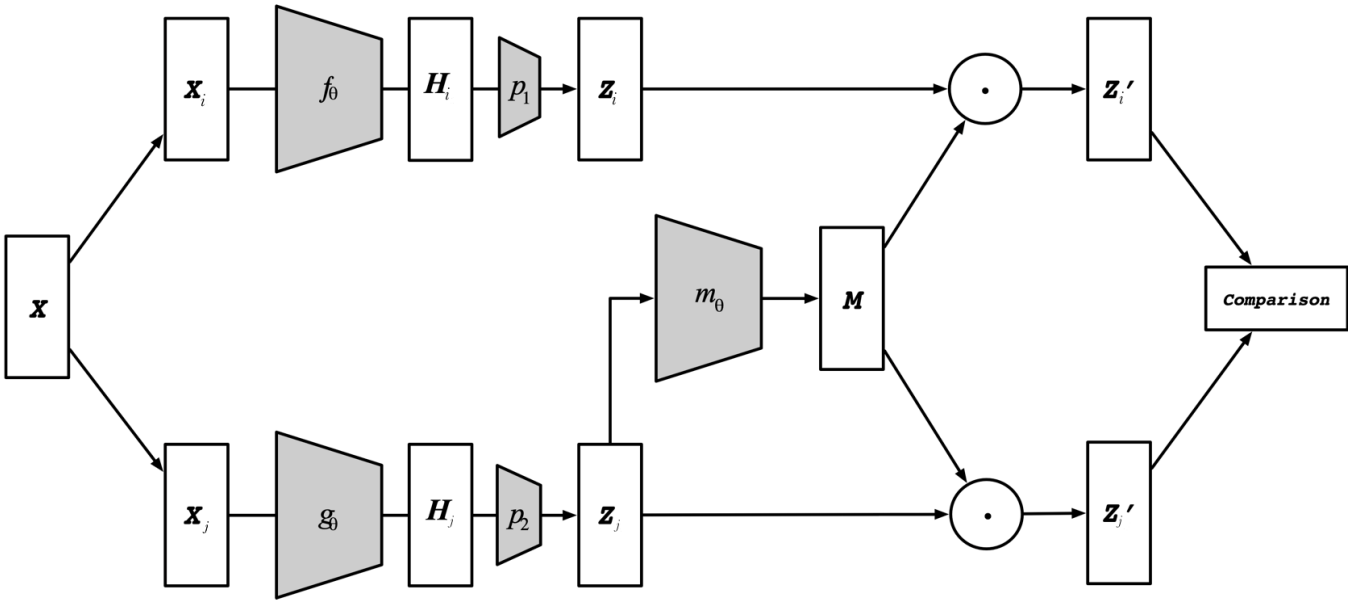 X
X_i
f_θ
H_i
p_1
Z_i
·
Z_i′
m_θ
M
Comparison
X_j
g_θ
H_j
p_2
Z_j
·
Z_j′